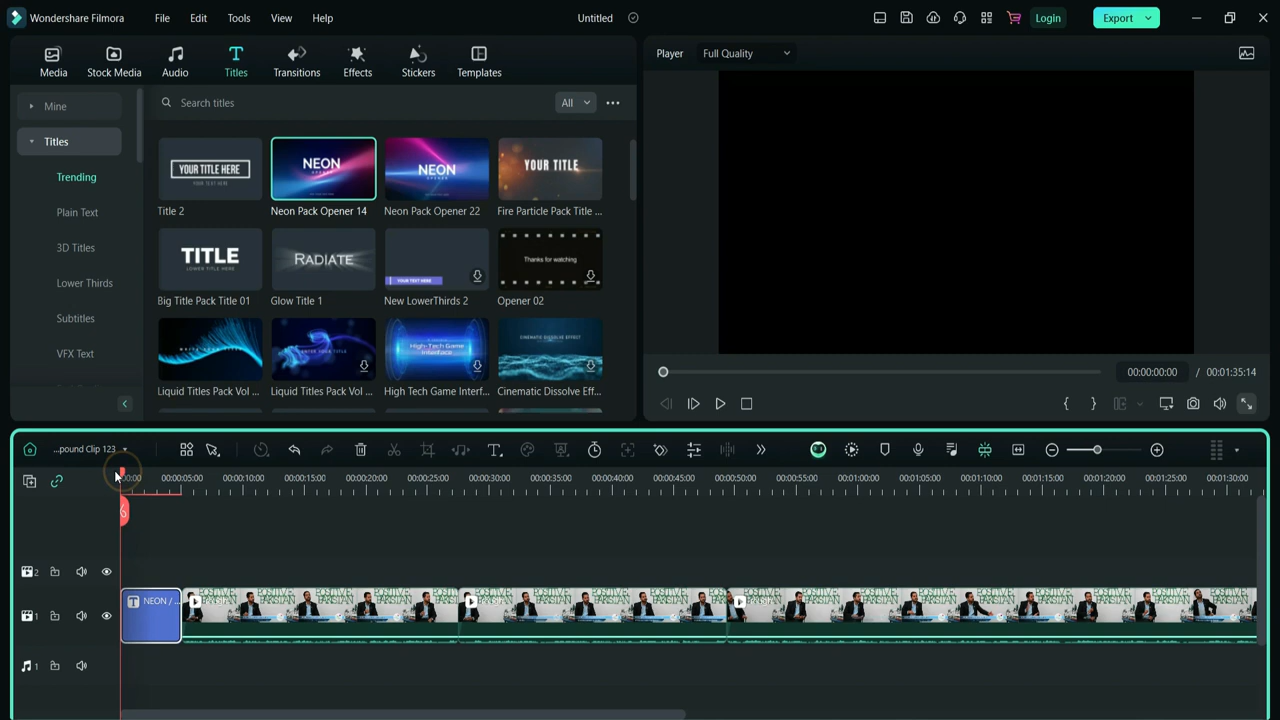 Wondershare Filmora File Edit Tools View Help Untitled Login Export
Media Stock Media Audio Titles Transitions Effects Stickers Templates
Player Full Quality
Mine
Titles
Trending
Plain Text
3D Titles
Lower Thirds
Subtitles
VFX Text
Search titles All
YOUR TITLE HERE
YOUR TEXT HERE
NEON
OPENER
NEON
YOUR TITLE
Title 2 Neon Pack Opener 14 Neon Pack Opener 22 Fire Particle Pack Title ...
TITLE
LOWER TITLE HERE
RADIATE
YOUR TEXT HERE
Thanks for watching
Big Title Pack Title 01 Glow Title 1 New LowerThirds 2 Opener 02
High-Tech Game
Interface
CINEMATIC DISSOLVE EFFECT
Liquid Titles Pack Vol ... Liquid Titles Pack Vol ... High Tech Game Interf... Cinematic Dissolve Eff...
00:00:00:00 / 00:01:35:14
...pound Clip 123
00:00 00:00:05:00 00:00:10:00 00:00:15:00 00:00:20:00 00:00:25:00 00:00:30:00 00:00:35:00 00:00:40:00 00:00:45:00 00:00:50:00 00:00:55:00 00:01:00:00 00:01:05:00 00:01:10:00 00:01:15:00 00:01:20:00 00:01:25:00 00:01:30:00
2
1 NEON / ...
1